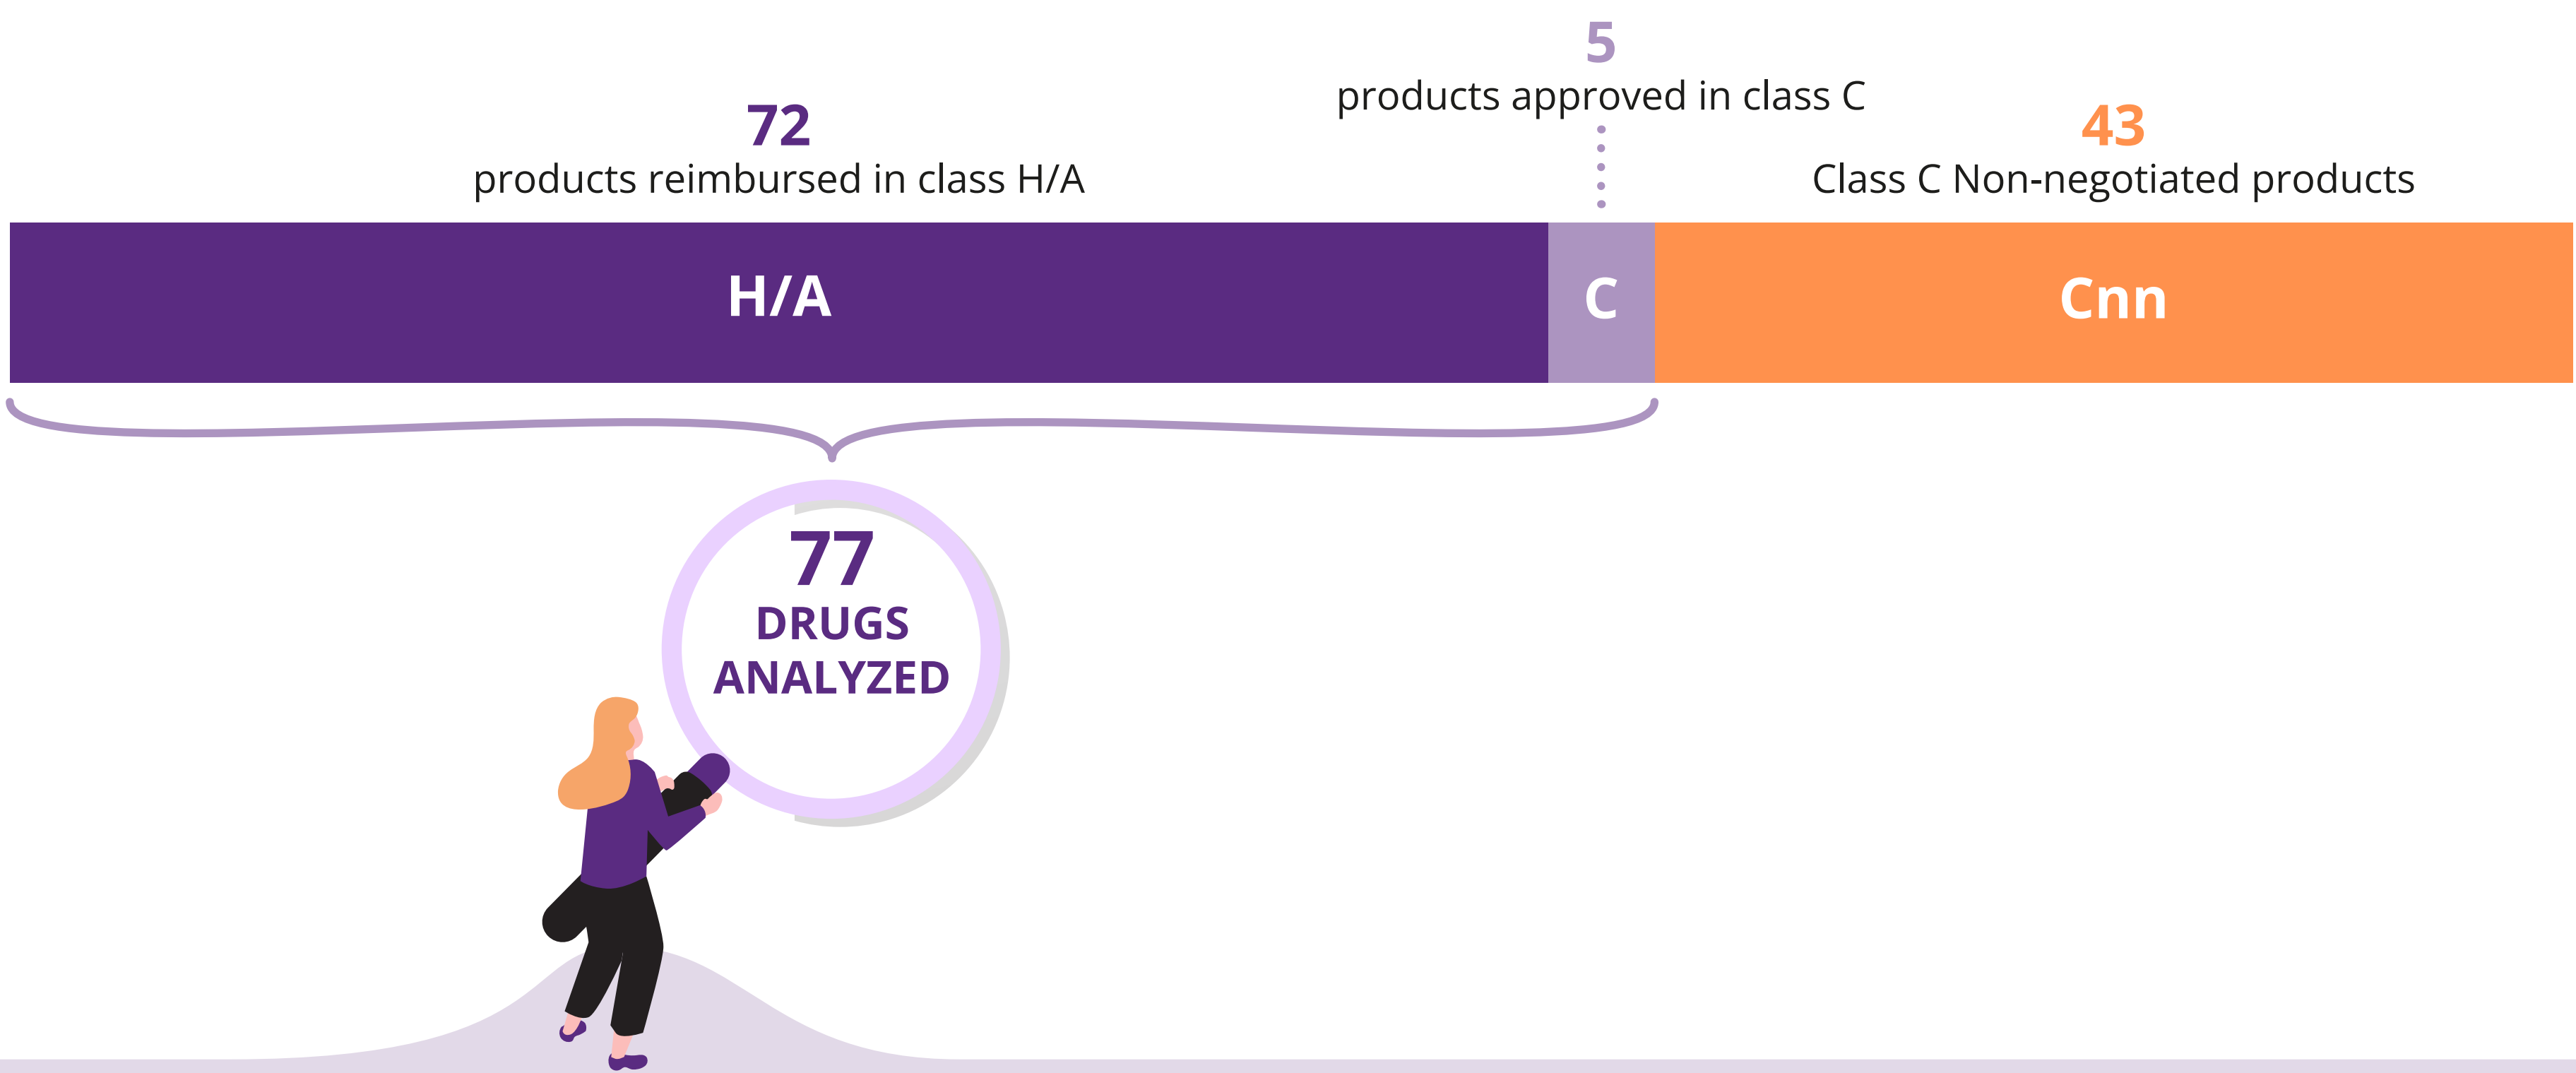 5
products approved in class C
72
products reimbursed in class H/A
43
Class C Non-negotiated products
H/A
C
Cnn
77
DRUGS
ANALYZED